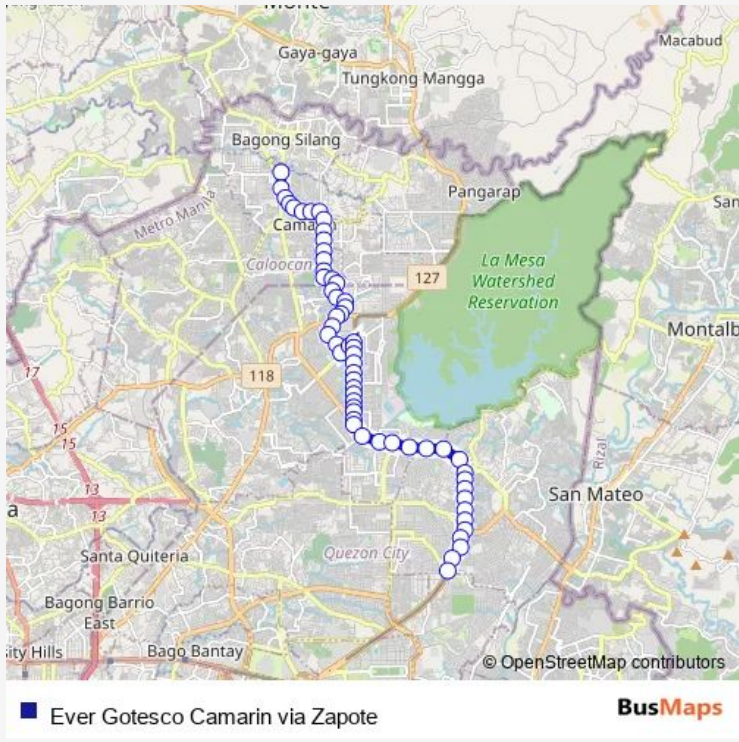 Monte
Macabud
Gaya-gaya
Tungkong Mangga
Bagong Silang
Pangarap
San
Metro Manila
Cama
Caloocan
La Mesa
Watershed
Reservation
127
Montalb
118
17
15
15
Rizal
13
13
a
San Mateo
Santa Quiteria
Quezon City
Bagong Barrio
East
sity Hills
Bago Bantay
© OpenStreetMap contributors
Ever Gotesco Camarin via Zapote
BusMaps